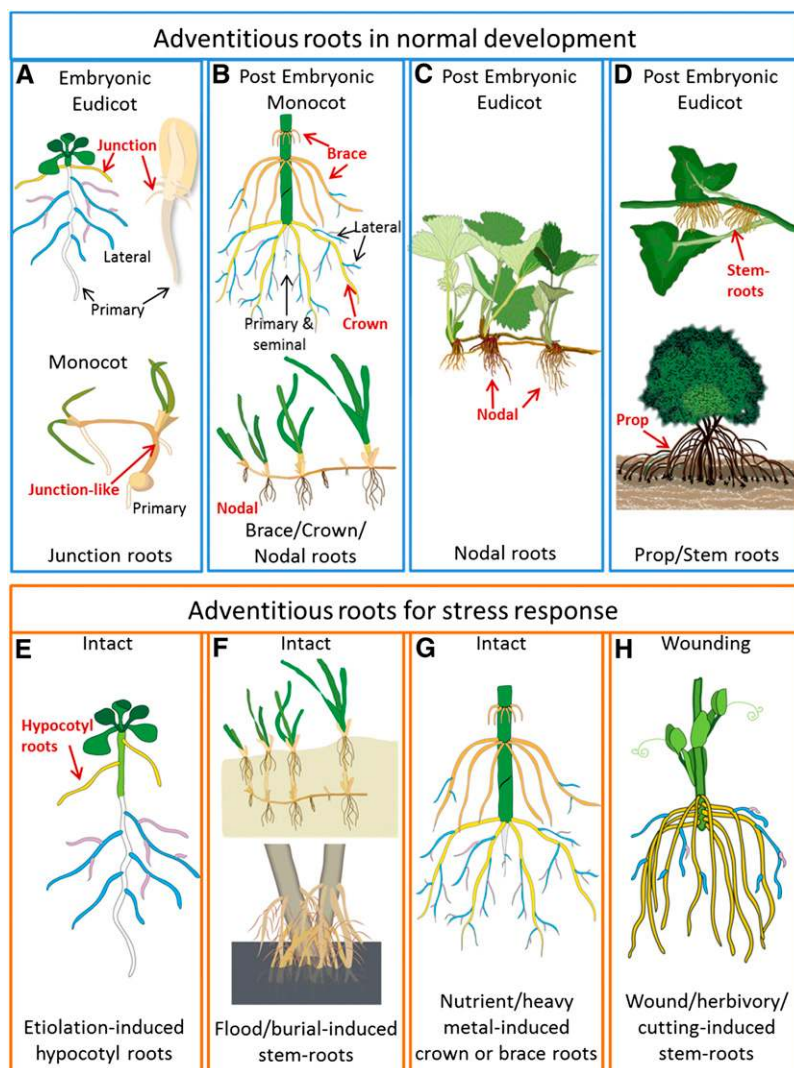 Adventitious roots in normal development
A
Embryonic
Eudicot
Junction
Lateral
Primary
Monocot
Junction-like
Primary
Junction roots
B
Post Embryonic
Monocot
Brace
Lateral
Primary &
seminal
Crown
Nodal
Brace/Crown/
Nodal roots
C
Post Embryonic
Eudicot
Nodal
Nodal roots
D
Post Embryonic
Eudicot
Stem-
roots
Prop
Prop/Stem roots
Adventitious roots for stress response
E
Intact
Hypocotyl
roots
Etiolation-induced
hypocotyl roots
F
Intact
Flood/burial-induced
stem-roots
G
Intact
Nutrient/heavy
metal-induced
crown or brace roots
H
Wounding
Wound/herbivory/
cutting-induced
stem-roots